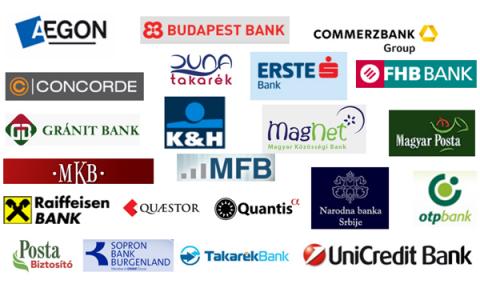 AEGON
BUDAPEST BANK
COMMERZBANK
Group
CONCORDE
DUNA
takarék
ERSTE
Bank
FHB BANK
GRÁNIT BANK
K&H
MagNet
Magyar Közösségi Bank
Magyar Posta
·MKB·
MFB
Raiffeisen
BANK
QUÆSTOR
Quantis α
Narodna banka
Srbije
otpbank
Posta
Biztosító
SOPRON
BANK
BURGENLAND
TakarékBank
UniCredit Bank